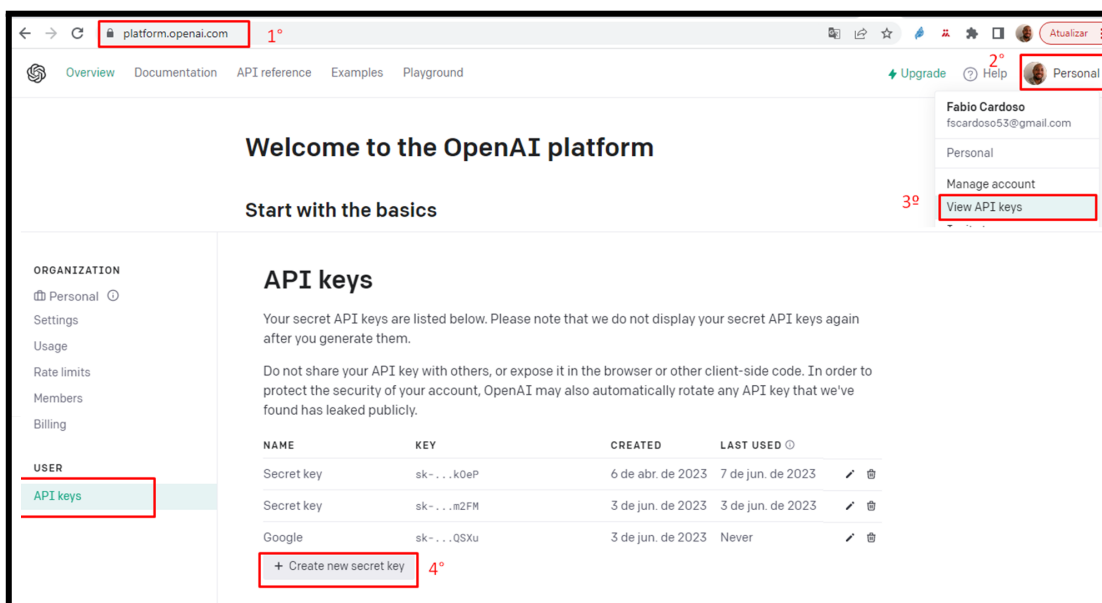 platform.openai.com
1°
Atualizar
Overview Documentation API reference Examples Playground
Upgrade
Help
2°
Personal
Fabio Cardoso
fscardoso53@gmail.com
Personal
Manage account
3º
View API keys
Welcome to the OpenAI platform
Start with the basics
ORGANIZATION
Personal
Settings
Usage
Rate limits
Members
Billing
USER
API keys
API keys
Your secret API keys are listed below. Please note that we do not display your secret API keys again
after you generate them.
Do not share your API key with others, or expose it in the browser or other client-side code. In order to
protect the security of your account, OpenAI may also automatically rotate any API key that we've
found has leaked publicly.
NAME KEY CREATED LAST USED
Secret key sk-...kOeP 6 de abr. de 2023 7 de jun. de 2023
Secret key sk-...m2FM 3 de jun. de 2023 3 de jun. de 2023
Google sk-...QSXu 3 de jun. de 2023 Never
+ Create new secret key
4°